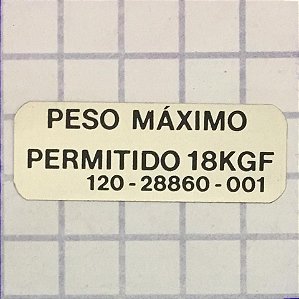 PESO MÁXIMO
PERMITIDO 18KGF
120-28860-001